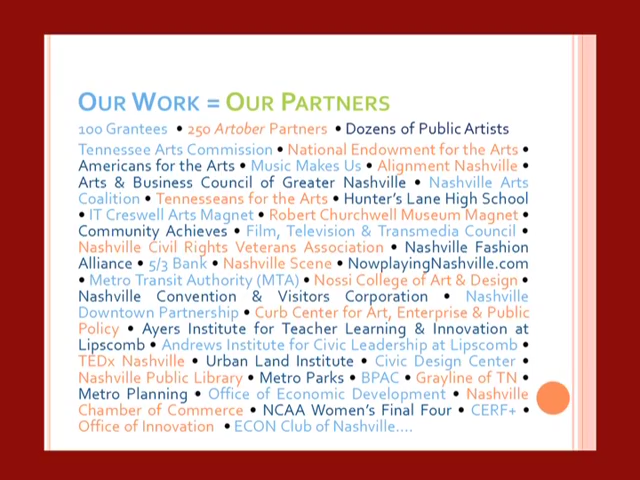 OUR WORK = OUR PARTNERS
100 Grantees • 250 Artober Partners • Dozens of Public Artists
Tennessee Arts Commission • National Endowment for the Arts •
Americans for the Arts • Music Makes Us • Alignment Nashville •
Arts & Business Council of Greater Nashville • Nashville Arts
Coalition • Tennesseans for the Arts • Hunter's Lane High School
• IT Creswell Arts Magnet • Robert Churchwell Museum Magnet •
Community Achieves • Film, Television & Transmedia Council •
Nashville Civil Rights Veterans Association • Nashville Fashion
Alliance • 5/3 Bank • Nashville Scene • NowplayingNashville.com
• Metro Transit Authority (MTA) • Nossi College of Art & Design •
Nashville Convention & Visitors Corporation • Nashville
Downtown Partnership • Curb Center for Art, Enterprise & Public
Policy • Ayers Institute for Teacher Learning & Innovation at
Lipscomb • Andrews Institute for Civic Leadership at Lipscomb •
TEDx Nashville • Urban Land Institute • Civic Design Center •
Nashville Public Library • Metro Parks • BPAC • Grayline of TN •
Metro Planning • Office of Economic Development • Nashville
Chamber of Commerce • NCAA Women's Final Four • CERF+ •
Office of Innovation • ECON Club of Nashville....